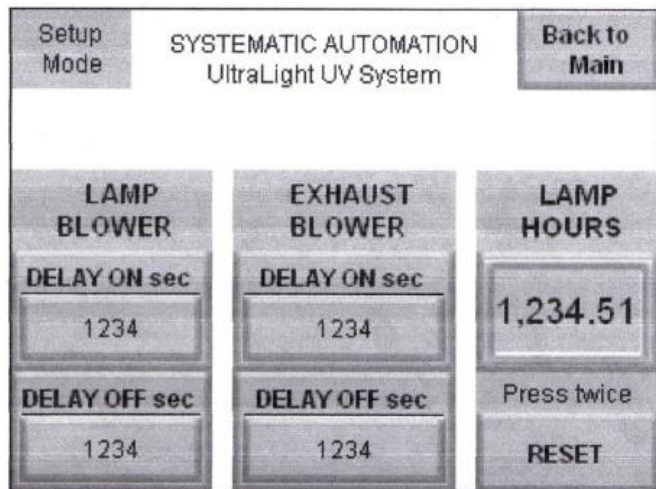 Setup
Mode
SYSTEMATIC AUTOMATION
UltraLight UV System
Back to
Main
LAMP
BLOWER
DELAY ON sec
1234
DELAY OFF sec
1234
EXHAUST
BLOWER
DELAY ON sec
1234
DELAY OFF sec
1234
LAMP
HOURS
1,234.51
Press twice
RESET